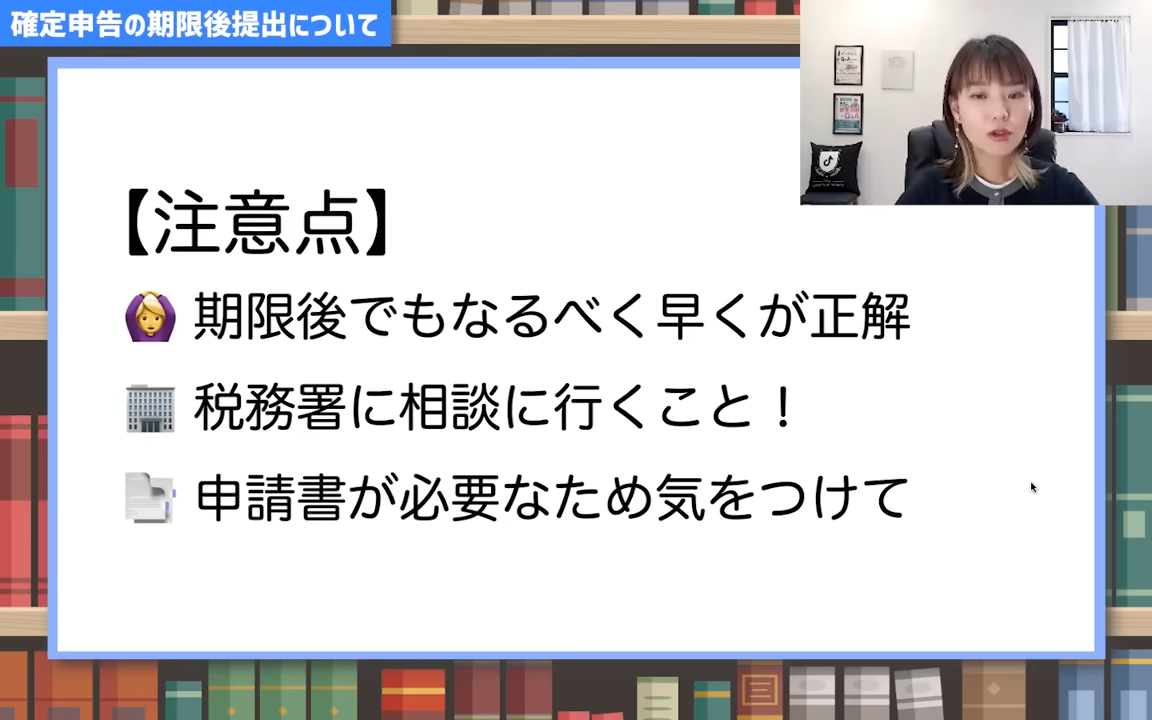 確定申告の期限後提出について
【注意点】
🙆‍♀️ 期限後でもなるべく早くが正解
🏢 税務署に相談に行くこと！
📑 申請書が必要なため気をつけて